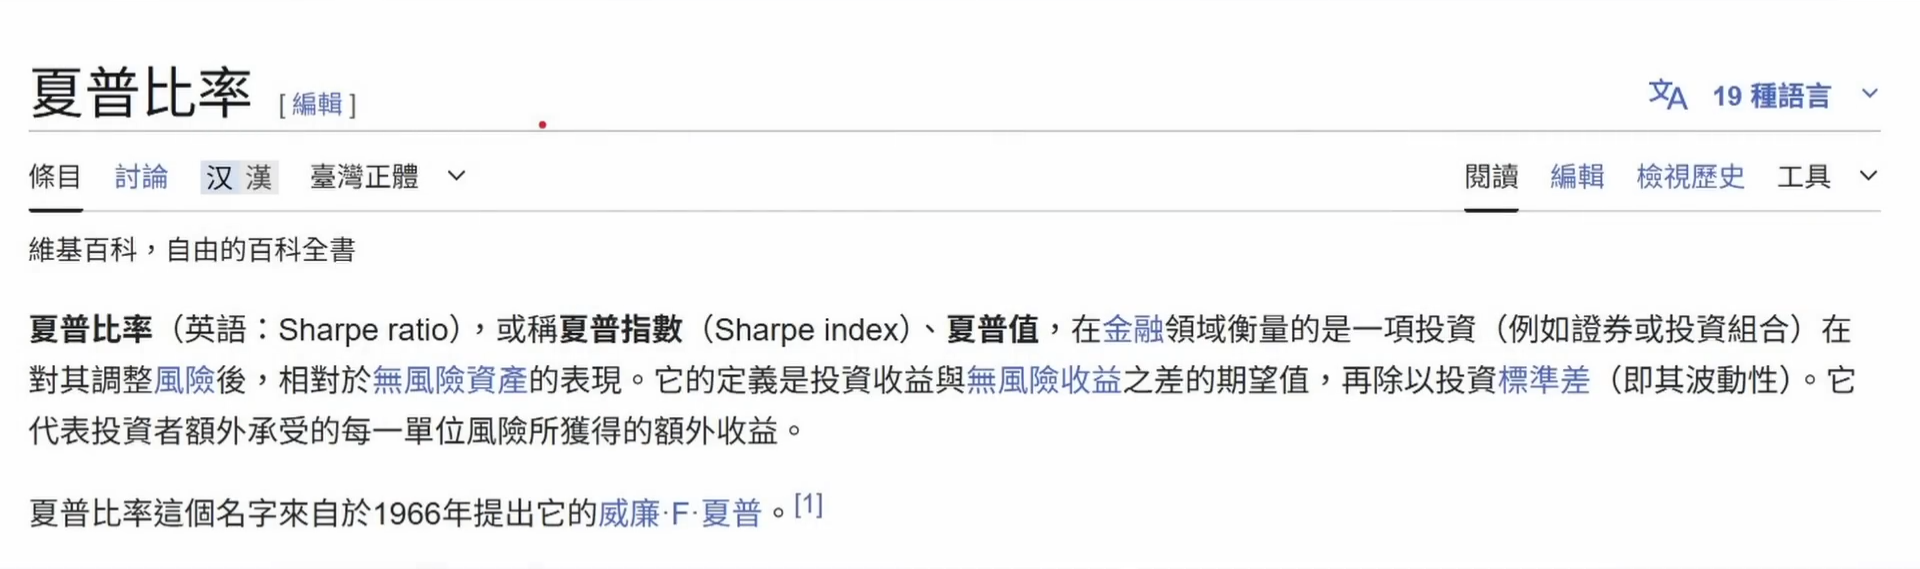 夏普比率 [編輯] 文A 19 種語言
條目 討論 汉 漢 臺灣正體 閱讀 編輯 檢視歷史 工具
維基百科，自由的百科全書
夏普比率（英語：Sharpe ratio），或稱夏普指數（Sharpe index）、夏普值，在金融領域衡量的是一項投資（例如證券或投資組合）在
對其調整風險後，相對於無風險資產的表現。它的定義是投資收益與無風險收益之差的期望值，再除以投資標準差（即其波動性）。它
代表投資者額外承受的每一單位風險所獲得的額外收益。
夏普比率這個名字來自於1966年提出它的威廉·F·夏普。[1]